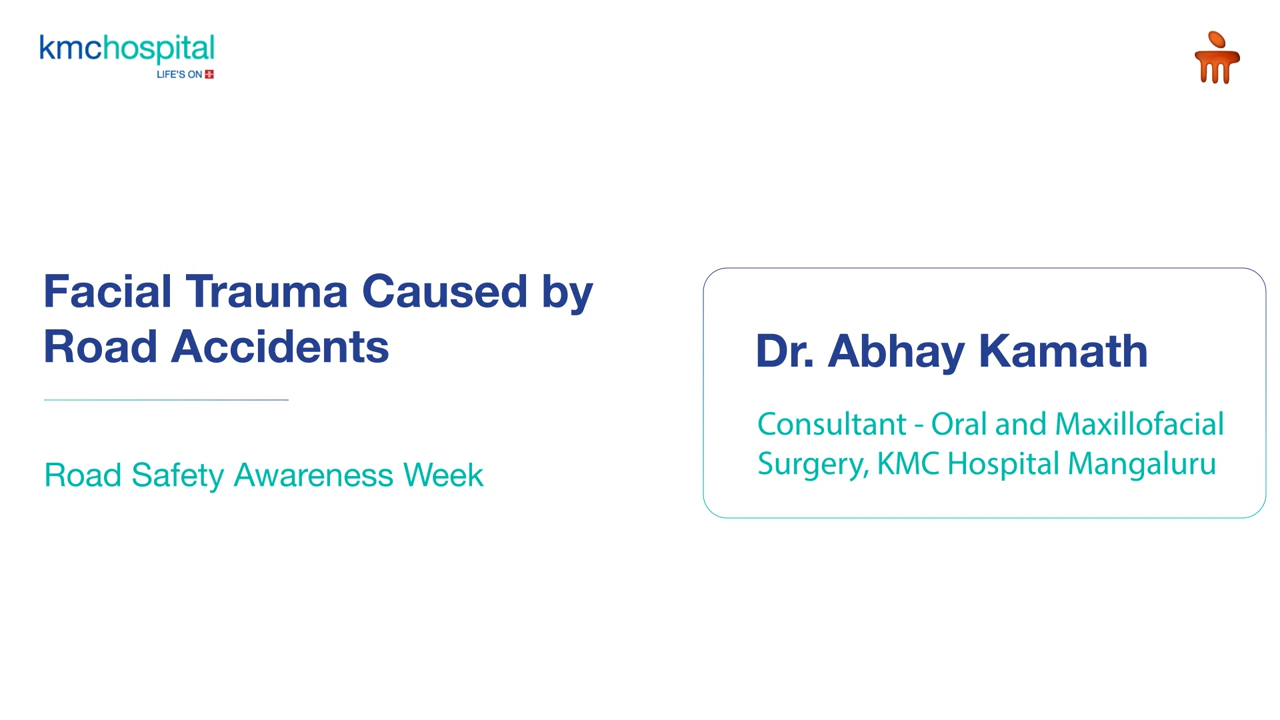 kmchospital
LIFE'S ON
Facial Trauma Caused by
Road Accidents
Road Safety Awareness Week
Dr. Abhay Kamath
Consultant - Oral and Maxillofacial
Surgery, KMC Hospital Mangaluru